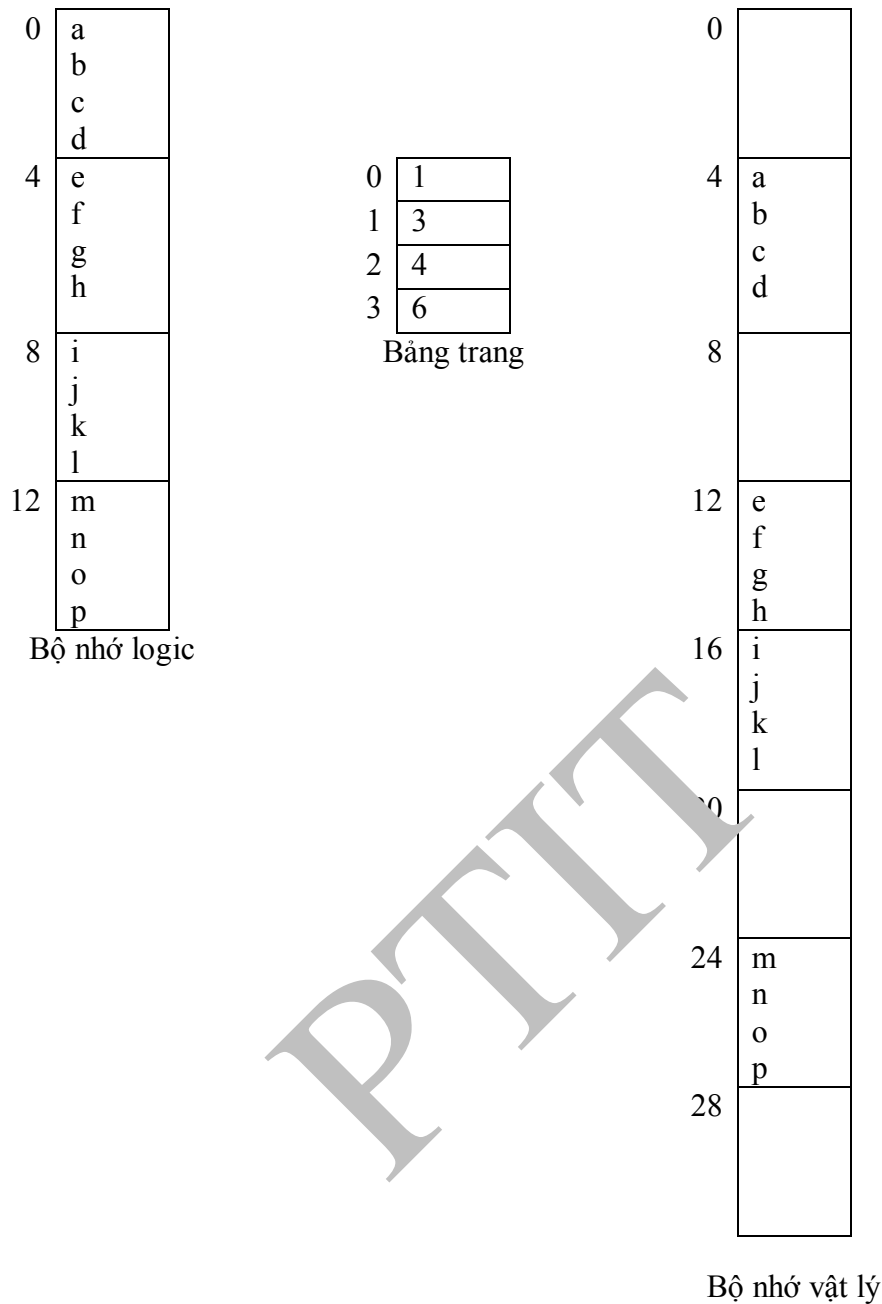 0 a
b
c
d
4 e
f
g
h
8 i
j
k
l
12 m
n
o
p
Bộ nhớ logic
0 1
1 3
2 4
3 6
Bảng trang
0
4 a
b
c
d
8
12 e
f
g
h
16 i
j
k
l
24 m
n
o
p
28
Bộ nhớ vật lý
PTIT